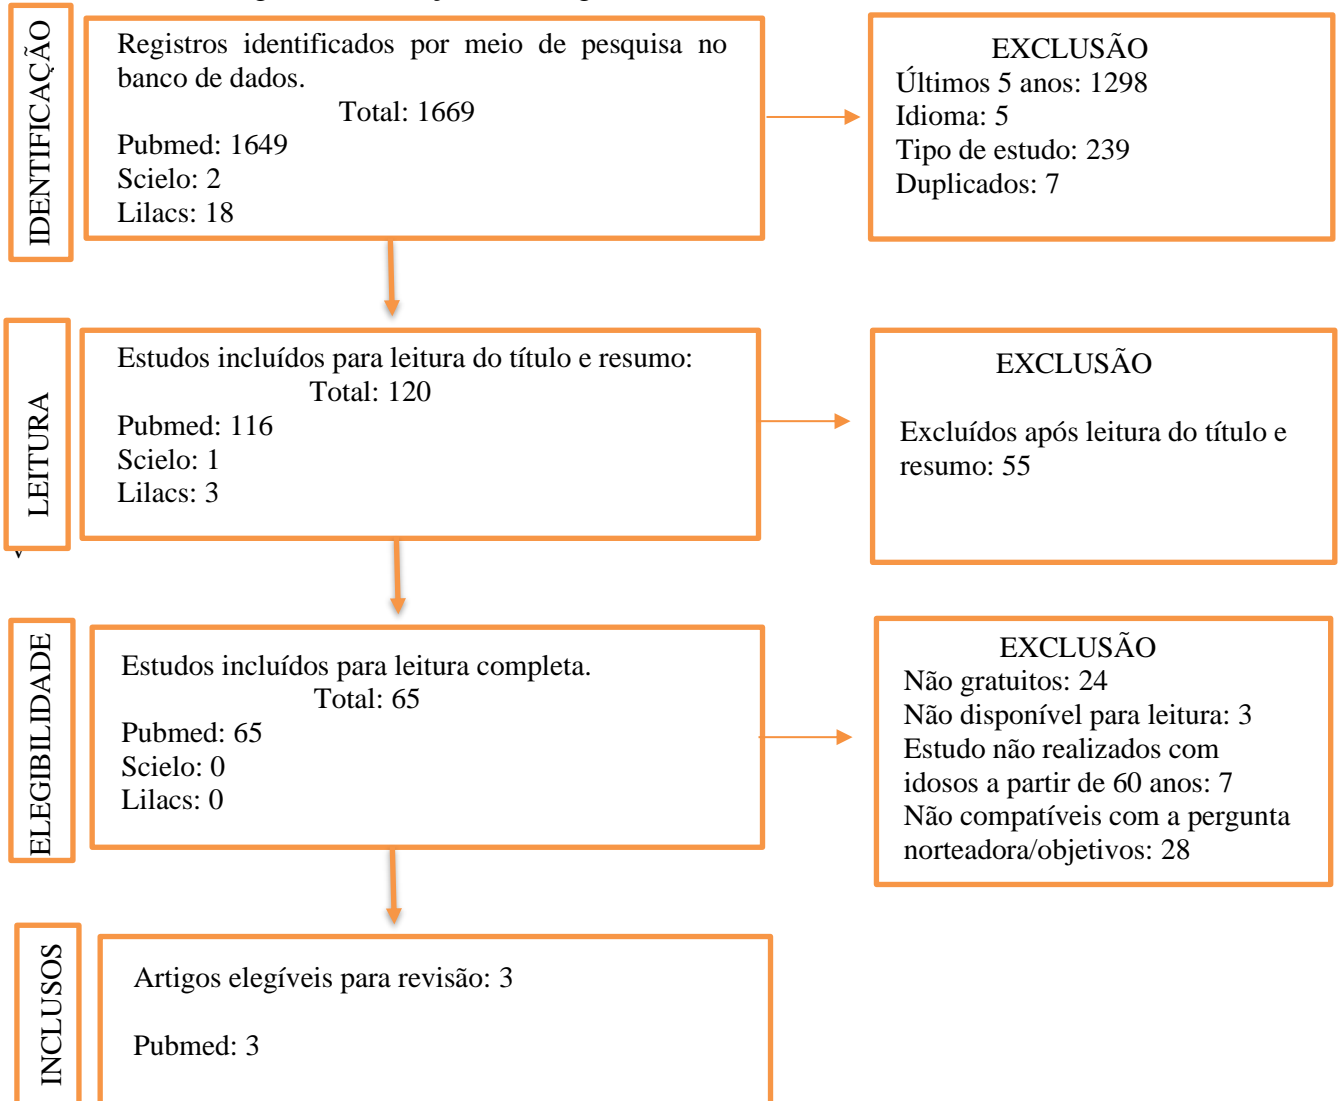 IDENTIFICAÇÃO
Registros identificados por meio de pesquisa no
banco de dados.
Total: 1669
Pubmed: 1649
Scielo: 2
Lilacs: 18
EXCLUSÃO
Últimos 5 anos: 1298
Idioma: 5
Tipo de estudo: 239
Duplicados: 7
LEITURA
Estudos incluídos para leitura do título e resumo:
Total: 120
Pubmed: 116
Scielo: 1
Lilacs: 3
EXCLUSÃO
Excluídos após leitura do título e
resumo: 55
ELEGIBILIDADE
Estudos incluídos para leitura completa.
Total: 65
Pubmed: 65
Scielo: 0
Lilacs: 0
EXCLUSÃO
Não gratuitos: 24
Não disponível para leitura: 3
Estudo não realizados com
idosos a partir de 60 anos: 7
Não compatíveis com a pergunta
norteadora/objetivos: 28
INCLUSOS
Artigos elegíveis para revisão: 3
Pubmed: 3